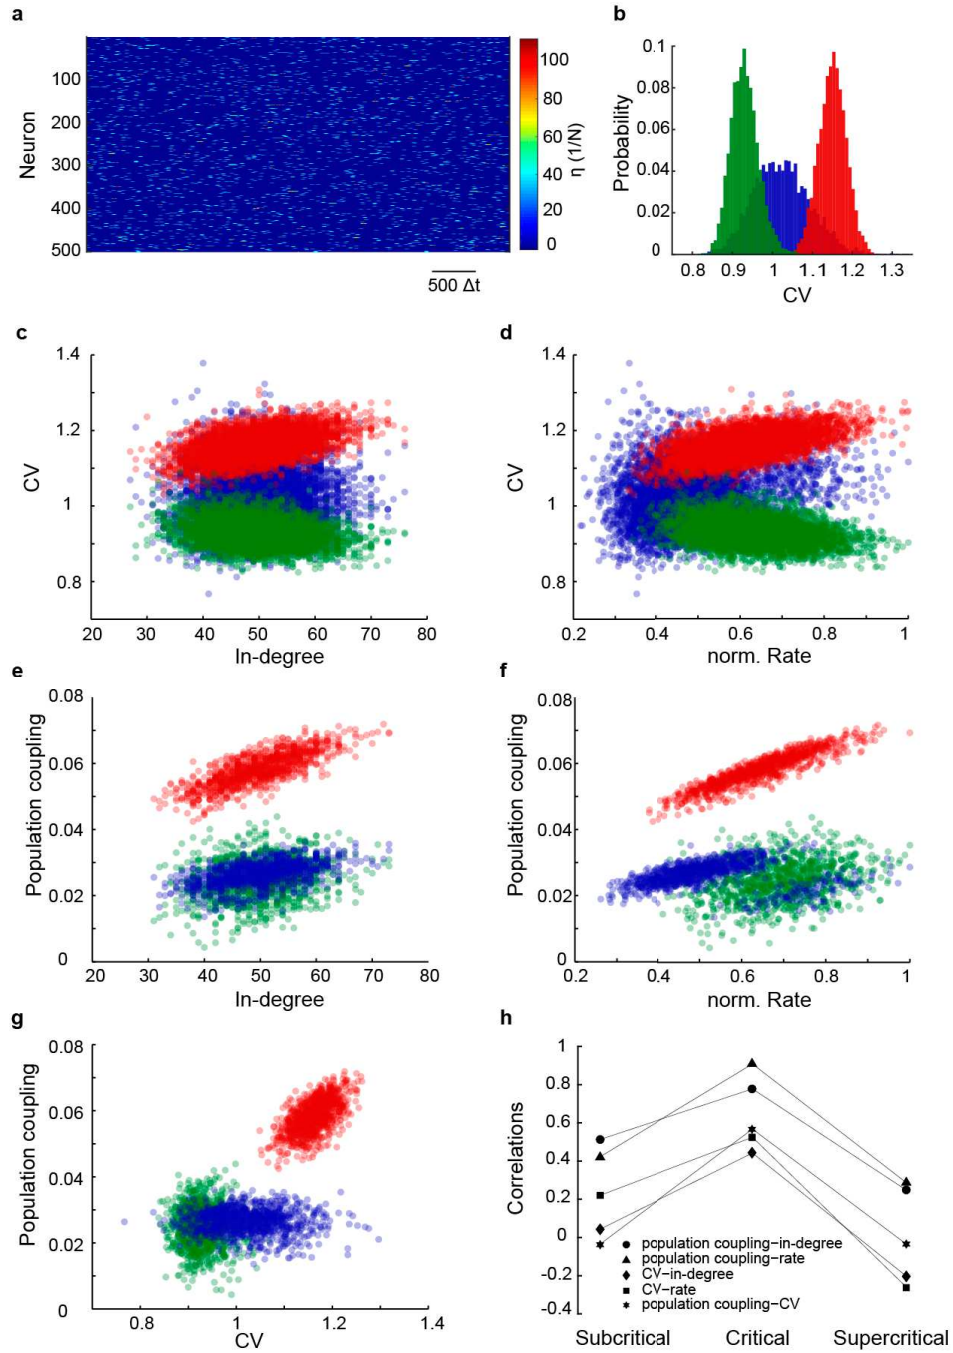 a
Neuron
100
200
300
400
500
500 Δt
100
80
60
40
20
0
η (1/N)
b
Probability
0.1
0.08
0.06
0.04
0.02
0
0.8 0.9 1 1.1 1.2 1.3
CV
c
CV
1.4
1.2
1
0.8
20 30 40 50 60 70 80
In-degree
d
CV
1.4
1.2
1
0.8
0.2 0.4 0.6 0.8 1
norm. Rate
e
Population coupling
0.08
0.06
0.04
0.02
0
20 30 40 50 60 70 80
In-degree
f
Population coupling
0.08
0.06
0.04
0.02
0
0.2 0.4 0.6 0.8 1
norm. Rate
g
Population coupling
0.08
0.06
0.04
0.02
0
0.8 1 1.2 1.4
CV
h
Correlations
1
0.8
0.6
0.4
0.2
0
-0.2
-0.4
population coupling−in-degree
population coupling−rate
CV−in-degree
CV−rate
population coupling−CV
Subcritical Critical Supercritical